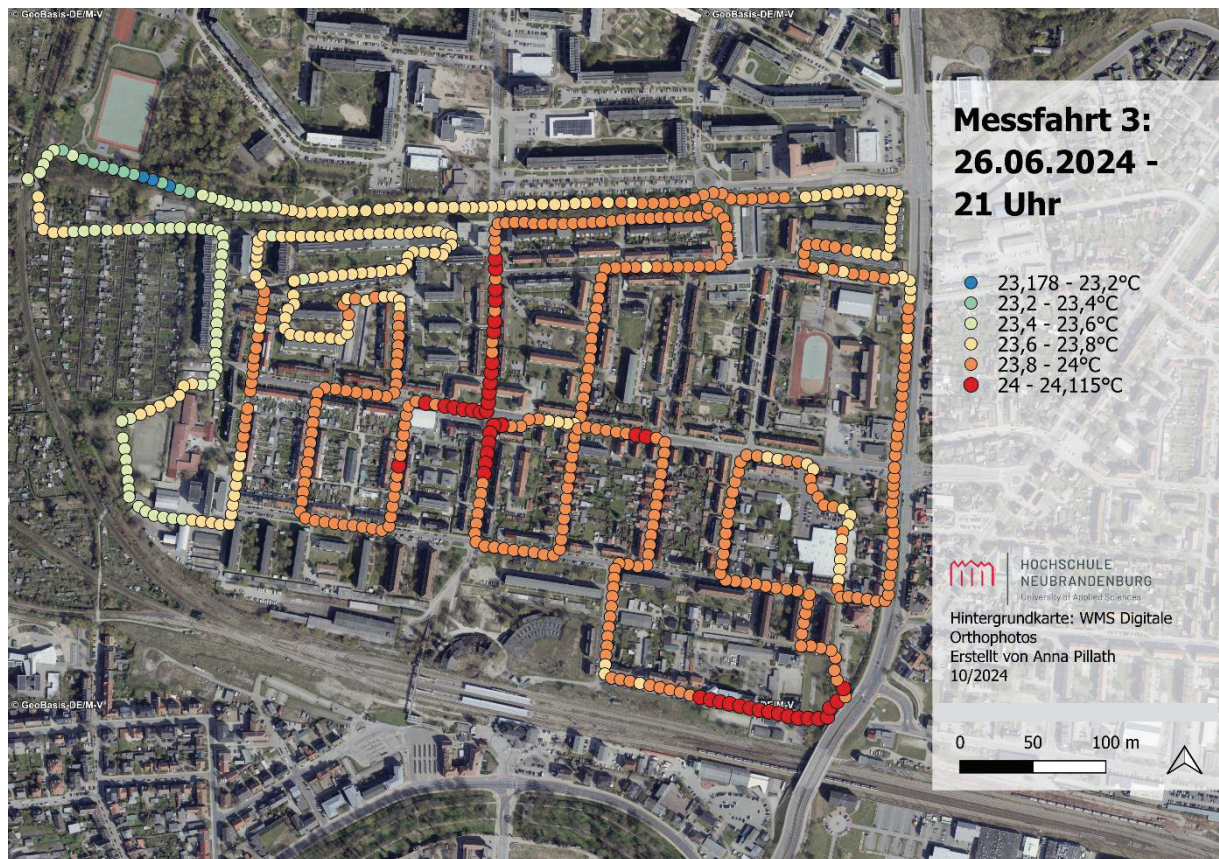 © GeoBasis-DE/M-V
© GeoBasis-DE/M-V
Messfahrt 3:
26.06.2024 -
21 Uhr
23,178 - 23,2°C
23,2 - 23,4°C
23,4 - 23,6°C
23,6 - 23,8°C
23,8 - 24°C
24 - 24,115°C
HOCHSCHULE
NEUBRANDENBURG
University of Applied Sciences
Hintergrundkarte: WMS Digitale
Orthophotos
Erstellt von Anna Pillath
10/2024
© GeoBasis-DE/M-V
DE/M-V
0 50 100 m